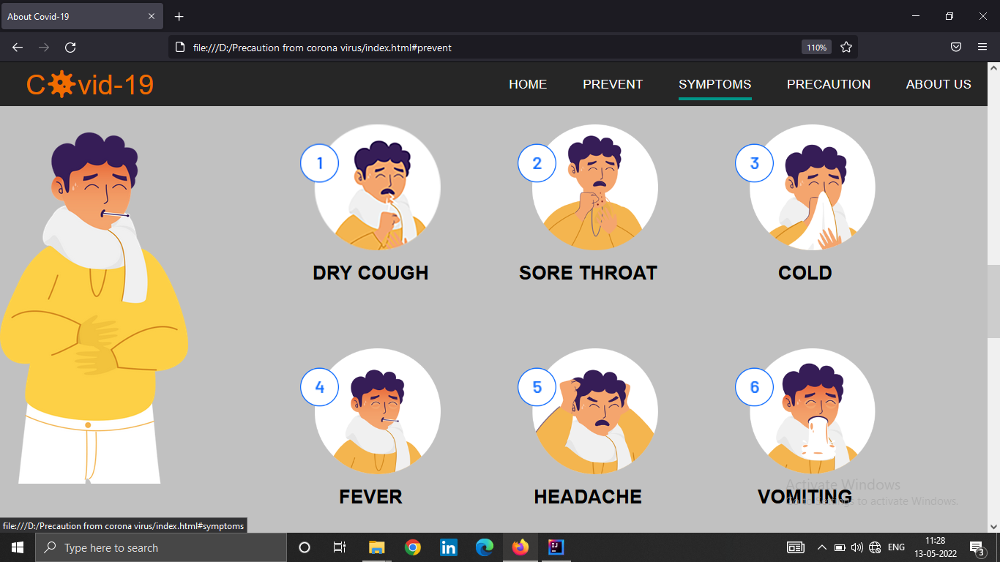 About Covid-19
file:///D:/Precaution from corona virus/index.html#prevent
110%
Covid-19
HOME PREVENT SYMPTOMS PRECAUTION ABOUT US
1 2 3
DRY COUGH SORE THROAT COLD
4 5 6
FEVER HEADACHE VOMITING
Activate Windows
Go to Settings to activate Windows.
file:///D:/Precaution from corona virus/index.html#symptoms
Type here to search
ENG
11:28
13-05-2022
3